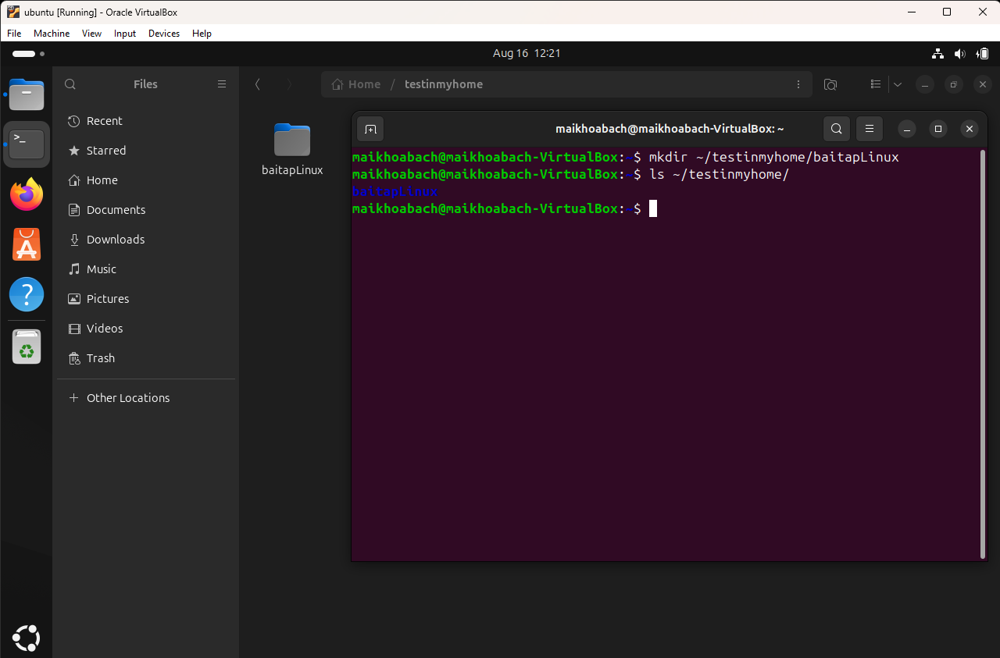 ubuntu [Running] - Oracle VirtualBox
File Machine View Input Devices Help
Aug 16 12:21
Files
Home / testinmyhome
Recent
Starred
Home
Documents
Downloads
Music
Pictures
Videos
Trash
+ Other Locations
baitapLinux
maikhoabach@maikhoabach-VirtualBox: ~
maikhoabach@maikhoabach-VirtualBox:~$ mkdir ~/testinmyhome/baitapLinux
maikhoabach@maikhoabach-VirtualBox:~$ ls ~/testinmyhome/
baitapLinux
maikhoabach@maikhoabach-VirtualBox:~$